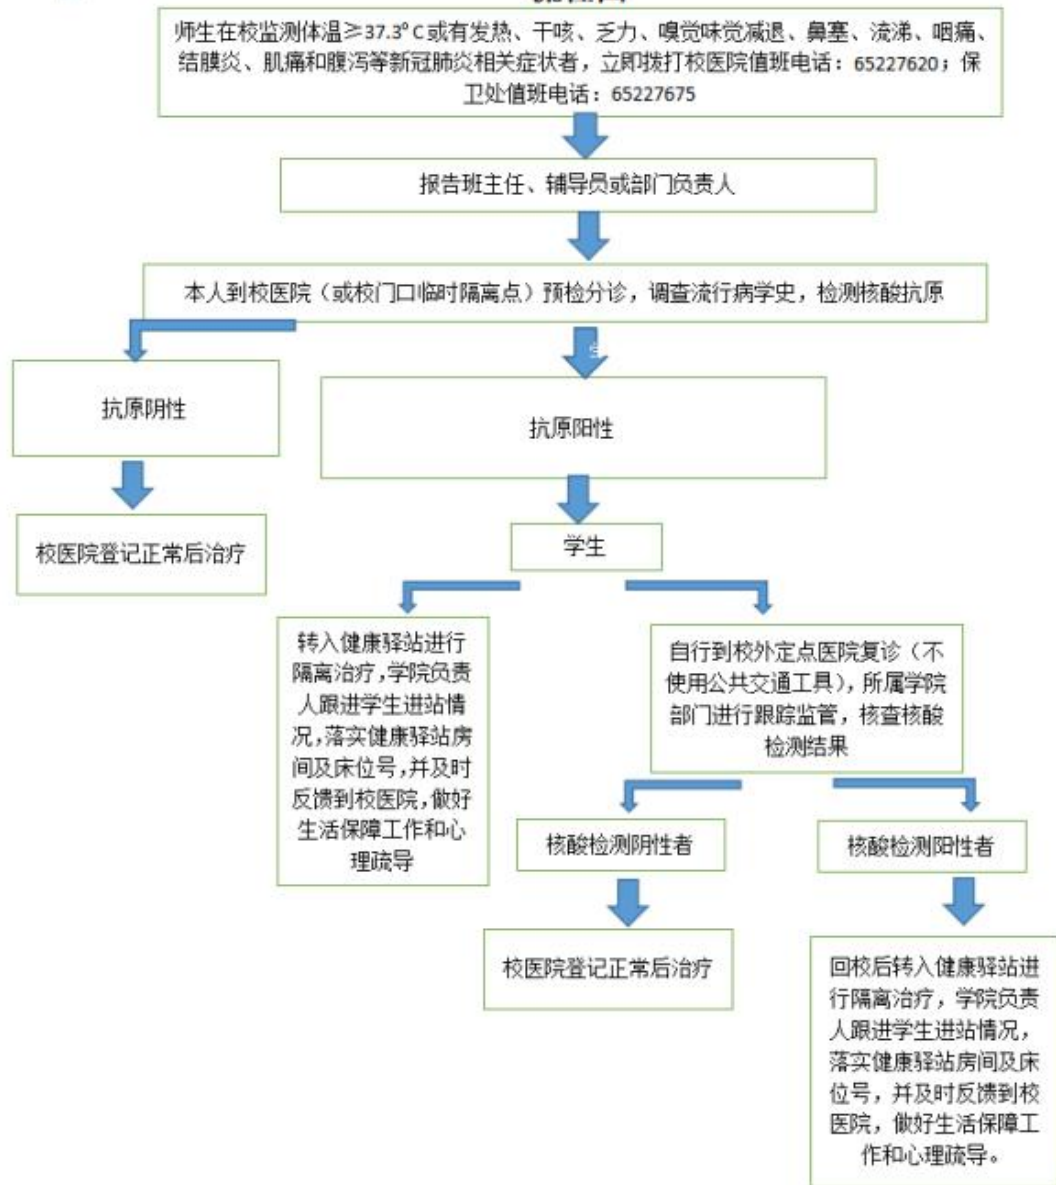 师生在校监测体温≥37.3°C或有发热、干咳、乏力、嗅觉味觉减退、鼻塞、流涕、咽痛、
结膜炎、肌痛和腹泻等新冠肺炎相关症状者，立即拨打校医院值班电话：65227620；保
卫处值班电话：65227675
报告班主任、辅导员或部门负责人
本人到校医院（或校门口临时隔离点）预检分诊，调查流行病学史，检测核酸抗原
抗原阴性
抗原阳性
校医院登记正常后治疗
学生
转入健康驿站进行
隔离治疗,学院负责
人跟进学生进站情
况,落实健康驿站房
间及床位号,并及时
反馈到校医院,做好
生活保障工作和心
理疏导
自行到校外定点医院复诊（不
使用公共交通工具），所属学院
部门进行跟踪监管，核查核酸
检测结果
核酸检测阴性者
核酸检测阳性者
校医院登记正常后治疗
回校后转入健康驿站进
行隔离治疗，学院负责
人跟进学生进站情况，
落实健康驿站房间及床
位号，并及时反馈到校
医院，做好生活保障工
作和心理疏导。